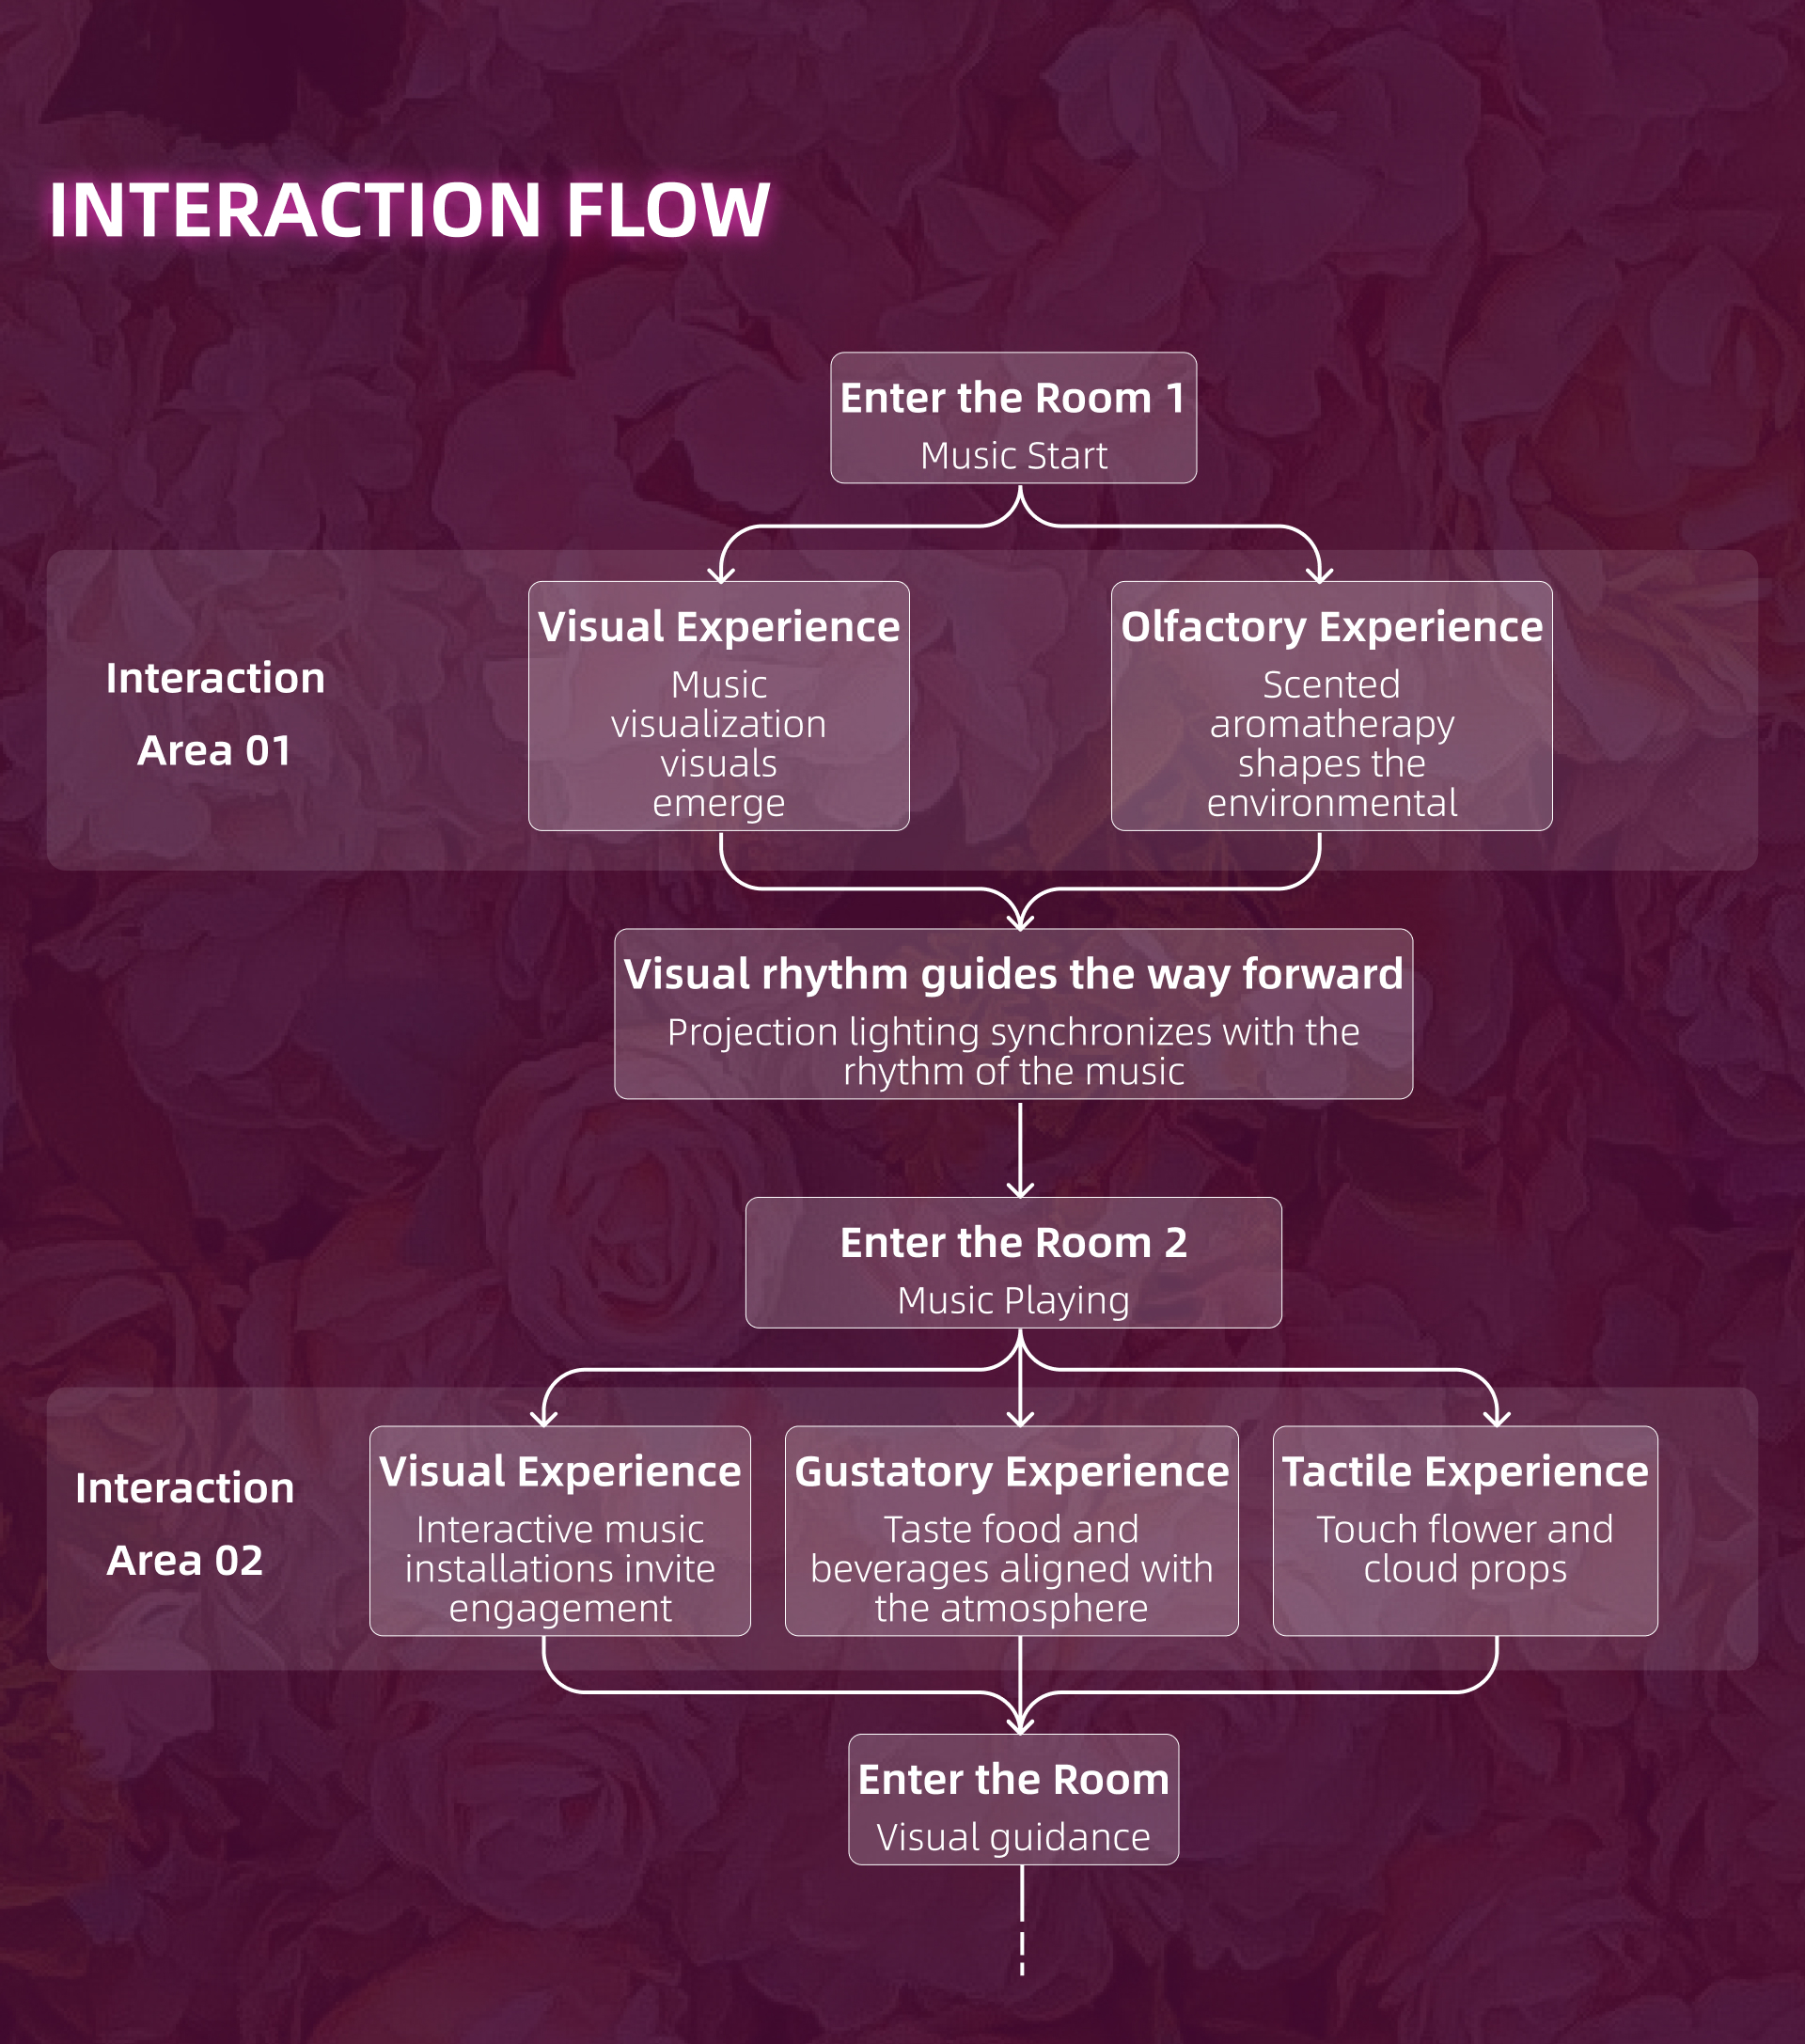 INTERACTION FLOW
Enter the Room 1
Music Start
Interaction
Area 01
Visual Experience
Music
visualization
visuals
emerge
Olfactory Experience
Scented
aromatherapy
shapes the
environmental
Visual rhythm guides the way forward
Projection lighting synchronizes with the
rhythm of the music
Enter the Room 2
Music Playing
Interaction
Area 02
Visual Experience
Interactive music
installations invite
engagement
Gustatory Experience
Taste food and
beverages aligned with
the atmosphere
Tactile Experience
Touch flower and
cloud props
Enter the Room
Visual guidance